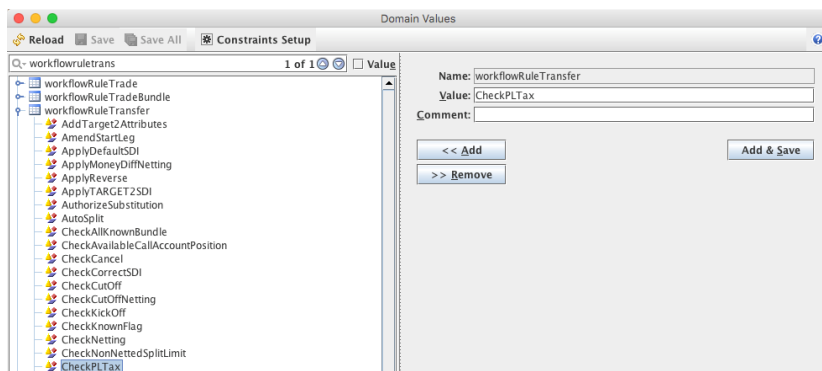 Domain Values
Reload Save Save All Constraints Setup
workflowruletrans 1 of 1 Value
workflowRuleTrade
workflowRuleTradeBundle
workflowRuleTransfer
AddTarget2Attributes
AmendStartLeg
ApplyDefaultSDI
ApplyMoneyDiffNetting
ApplyReverse
ApplyTARGET2SDI
AuthorizeSubstitution
AutoSplit
CheckAllKnownBundle
CheckAvailableCallAccountPosition
CheckCancel
CheckCorrectSDI
CheckCutOff
CheckCutOffNetting
CheckKickOff
CheckKnownFlag
CheckNetting
CheckNonNettedSplitLimit
CheckPLTax
Name: workflowRuleTransfer
Value: CheckPLTax
Comment:
<< Add Add & Save
>> Remove